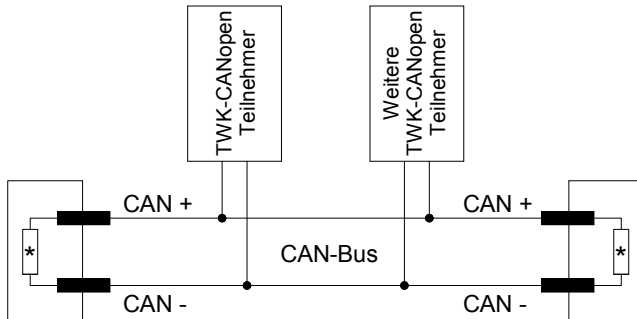 TWK-CANopen
Teilnehmer
Weitere
TWK-CANopen
Teilnehmer
CAN +
CAN +
*
CAN-Bus
*
CAN -
CAN -